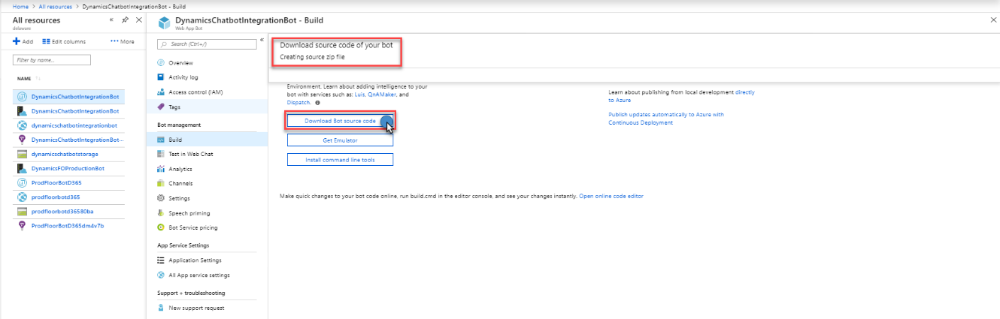 Home > All resources > DynamicsChatbotIntegrationBot - Build
All resources
delaware
Add
Edit columns
More
Filter by name...
NAME
DynamicsChatbotIntegrationBot
DynamicsChatbotIntegrationBot
dynamicschatbotintegrationbot
DynamicsChatbotIntegrationBot...
dynamicschatbotstorage
DynamicsFOProductionBot
ProdFloorBotD365
prodfloorbotd365
prodfloorbotd36580ba
ProdFloorBotD365dm4v7b
DynamicsChatbotIntegrationBot - Build
Web App Bot
Search (Ctrl+/)
Overview
Activity log
Access control (IAM)
Tags
Bot management
Build
Test in Web Chat
Analytics
Channels
Settings
Speech priming
Bot Service pricing
App Service Settings
Application Settings
All App service settings
Support + troubleshooting
New support request
Download source code of your bot
Creating source zip file
Environment. Learn about adding intelligence to your
bot with services such as: Luis, QnAMaker, and
Dispatch.
Download Bot source code
Get Emulator
Install command line tools
Make quick changes to your bot code online, run build.cmd in the editor console, and see your changes instantly. Open online code editor
Learn about publishing from local development directly
to Azure
Publish updates automatically to Azure with
Continuous Deployment